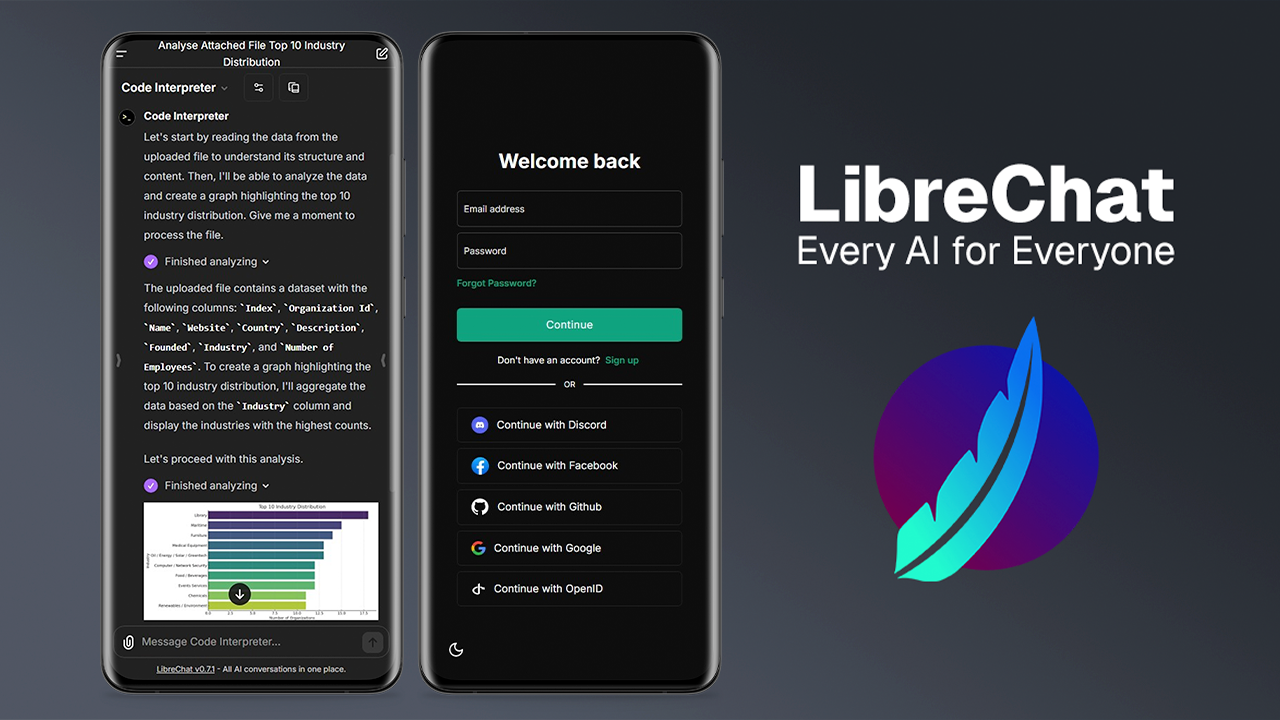 Analyse Attached File Top 10 Industry
Distribution
Code Interpreter
Code Interpreter
Let's start by reading the data from the
uploaded file to understand its structure and
content. Then, I'll be able to analyze the data
and create a graph highlighting the top 10
industry distribution. Give me a moment to
process the file.
Finished analyzing
The uploaded file contains a dataset with the
following columns: `Index`, `Organization Id`,
`Name`, `Website`, `Country`, `Description`,
`Founded`, `Industry`, and `Number of
Employees`. To create a graph highlighting the
top 10 industry distribution, I'll aggregate the
data based on the `Industry` column and
display the industries with the highest counts.
Let's proceed with this analysis.
Finished analyzing
Top 10 Industry Distribution
Industry
Library
Maritime
Furniture
Medical Equipment
Oil / Energy / Solar / Greentech
Computer / Network Security
Food / Beverages
Events Services
Chemicals
Renewables / Environment
0.0 2.5 5.0 7.5 10.0 12.5 15.0 17.5
Number of Organizations
Message Code Interpreter...
LibreChat v0.7.1 - All AI conversations in one place.
Welcome back
Email address
Password
Forgot Password?
Continue
Don't have an account? Sign up
OR
Continue with Discord
Continue with Facebook
Continue with Github
Continue with Google
Continue with OpenID
LibreChat
Every AI for Everyone